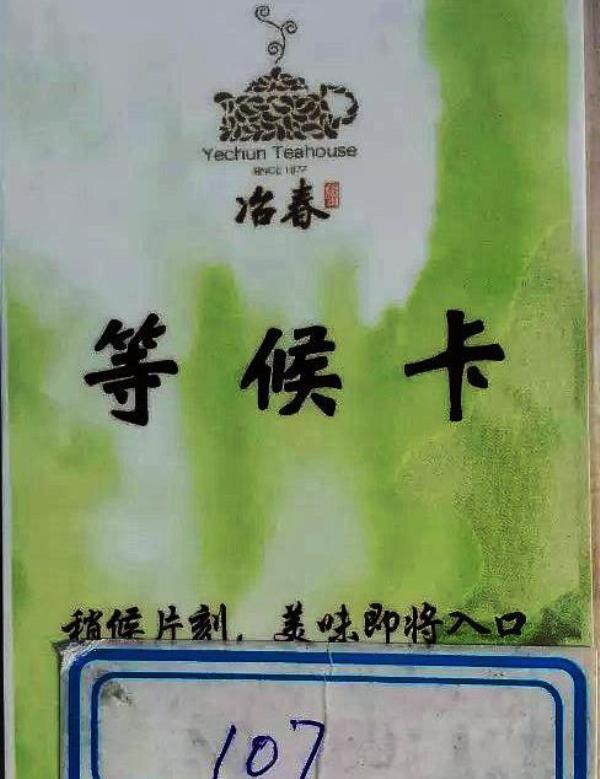 Yechun Teahouse
SINCE 1877
冶春
等候卡
稍候片刻，美味即将入口
107